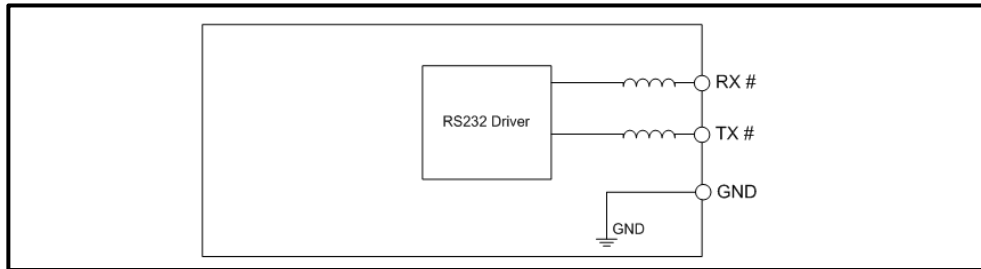 RX #
RS232 Driver
TX #
GND
GND